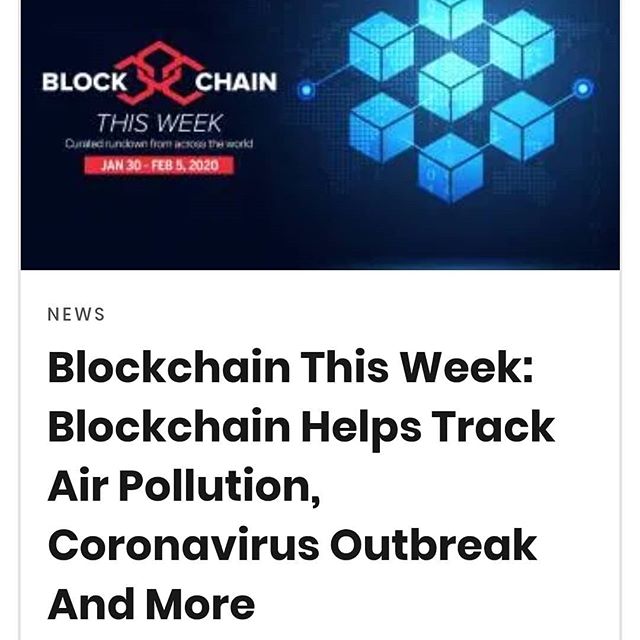 BLOCK CHAIN
THIS WEEK
Curated rundown from across the world
JAN 30 - FEB 5, 2020
NEWS
Blockchain This Week:
Blockchain Helps Track
Air Pollution,
Coronavirus Outbreak
And More